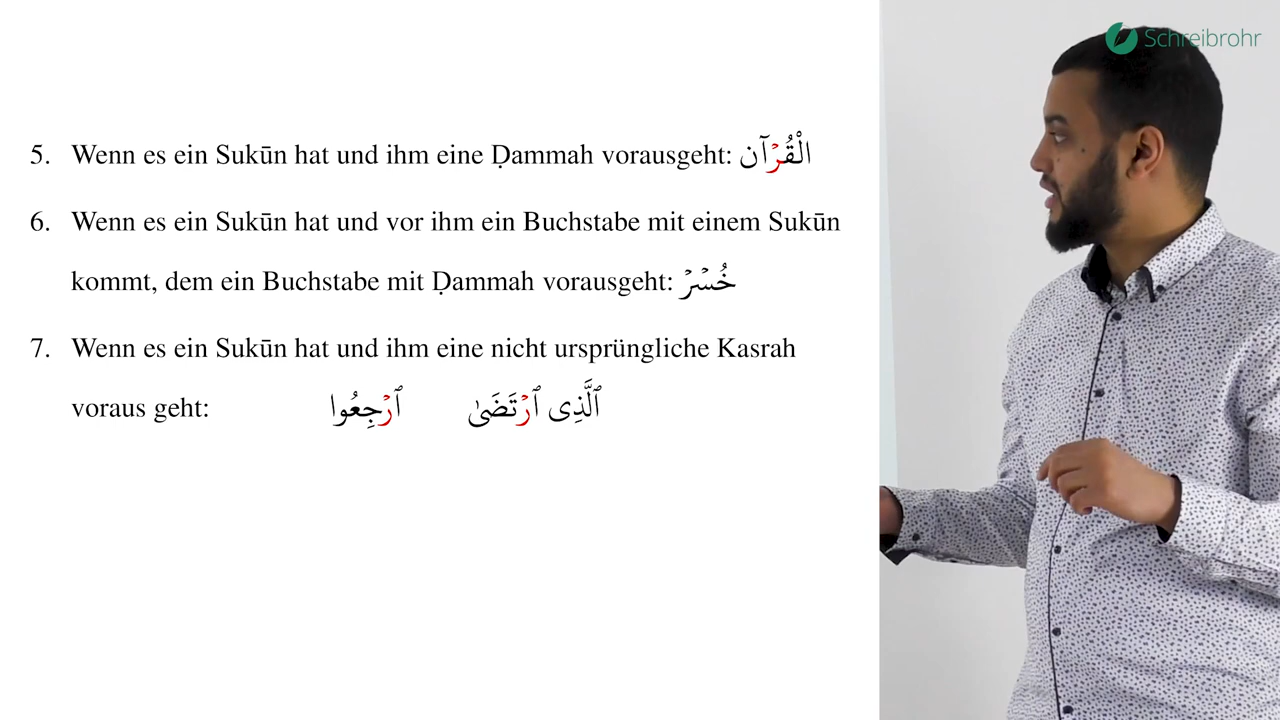 Schreibrohr
5. Wenn es ein Sukūn hat und ihm eine Ḍammah vorausgeht: الْقُرْآن
6. Wenn es ein Sukūn hat und vor ihm ein Buchstabe mit einem Sukūn
kommt, dem ein Buchstabe mit Ḍammah vorausgeht: خُسْرْ
7. Wenn es ein Sukūn hat und ihm eine nicht ursprüngliche Kasrah
voraus geht: ٱلَّذِى ٱرْتَضَىٰ ٱرْجِعُوا